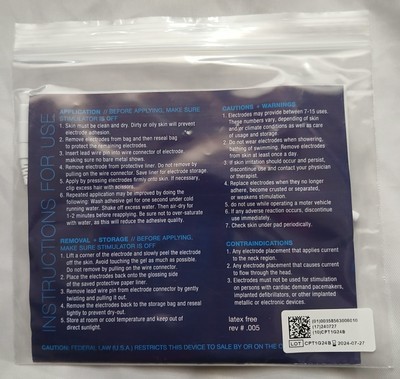 INSTRUCTIONS FOR USE
APPLICATION // BEFORE APPLYING, MAKE SURE
STIMULATOR IS OFF
1. Skin must be clean and dry. Dirty or oily skin will prevent
electrode adhesion.
2. Remove electrodes from bag and then reseal bag
to protect the remaining electrodes.
3. Insert lead wire pin into wire connector of electrode,
making sure no bare metal shows.
4. Remove electrode from protective liner. Do not remove by
pulling on the wire connector. Save liner for electrode storage.
5. Apply by pressing electrodes firmly onto skin. If necessary,
clip excess hair with scissors.
6. Repeated application may be improved by doing the
following: Wash adhesive gel for one second under cold
running water. Shake off excess water. Then air-dry for
1-2 minutes before reapplying. Be sure not to over-saturate
with water, as this will reduce the adhesive quality.
REMOVAL + STORAGE // BEFORE APPLYING,
MAKE SURE STIMULATOR IS OFF
1. Lift a corner of the electrode and slowly peel the electrode
off the skin. Avoid touching the gel as much as possible.
Do not remove by pulling on the wire connector.
2. Place the electrodes back onto the glossing side
of the saved protective paper liner.
3. Remove lead wire pin from electrode connector by gently
twisting and pulling it out.
4. Remove the electrodes back to the storage bag and reseal
tightly to prevent dry-out.
5. Store at room or cool temperature and keep out of
direct sunlight.
CAUTIONS + WARNINGS
1. Electrodes may provide between 7-15 uses.
These numbers vary, depending of skin
and/or climate conditions as well as care
of usage and storage.
2. Do not wear electrodes when showering,
bathing of swimming. Remove electrodes
from skin at least once a day.
3. If skin irritation should occur and persist,
discontinue use and contact your physician
or therapist.
4. Replace electrodes when they no longer
adhere, become crusted or separated,
or weakens stimulation
5. do not use while operating a motor vehicle
6. If any adverse reaction occurs, discontinue
use immediately.
7. Check skin under pad periodically.
CONTRAINDICATIONS
1. Any electrode placement that applies current
to the neck region.
2. Any electrode placement that causes current
to flow through the head.
3. Electrodes must not be used for stimulation
on persons with cardiac demand pacemakers,
implanted defibrillators, or other implanted
metallic or electronic devices.
latex free
rev # .005
CAUTION: FEDERAL LAW (U.S.A.) RESTRICTS THIS DEVICE TO SALE BY OR ON THE
(17)240727
(10)CPT1G24B
LOT CPT1G24B 2024-07-27